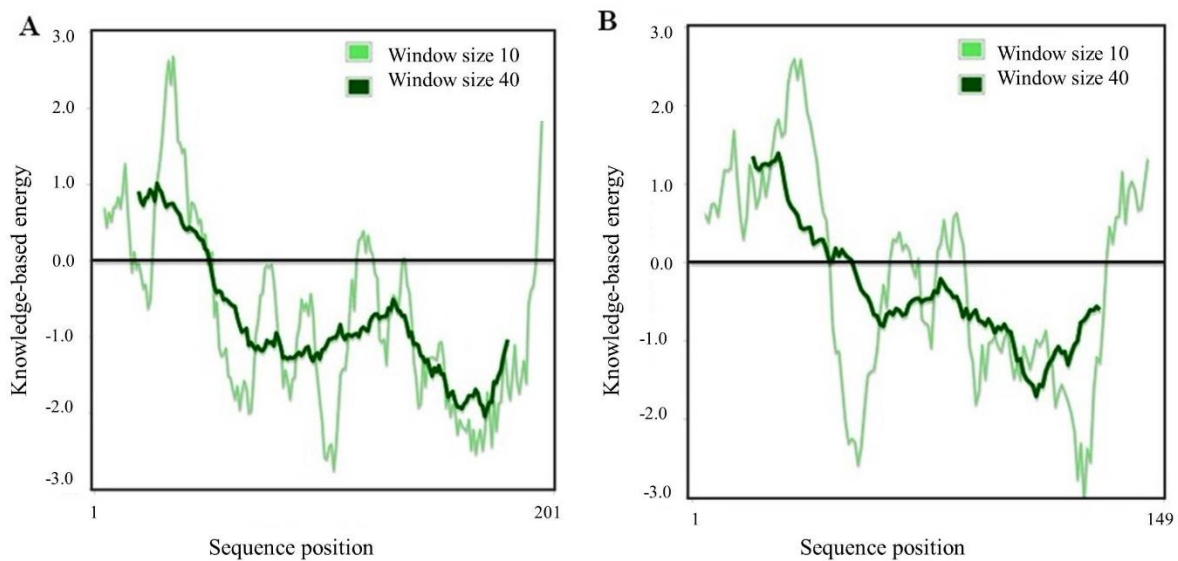 A
3.0
2.0
1.0
0.0
-1.0
-2.0
-3.0
Knowledge-based energy
Window size 10
Window size 40
1
201
Sequence position
B
3.0
2.0
1.0
0.0
-1.0
-2.0
-3.0
Knowledge-based energy
Window size 10
Window size 40
1
149
Sequence position